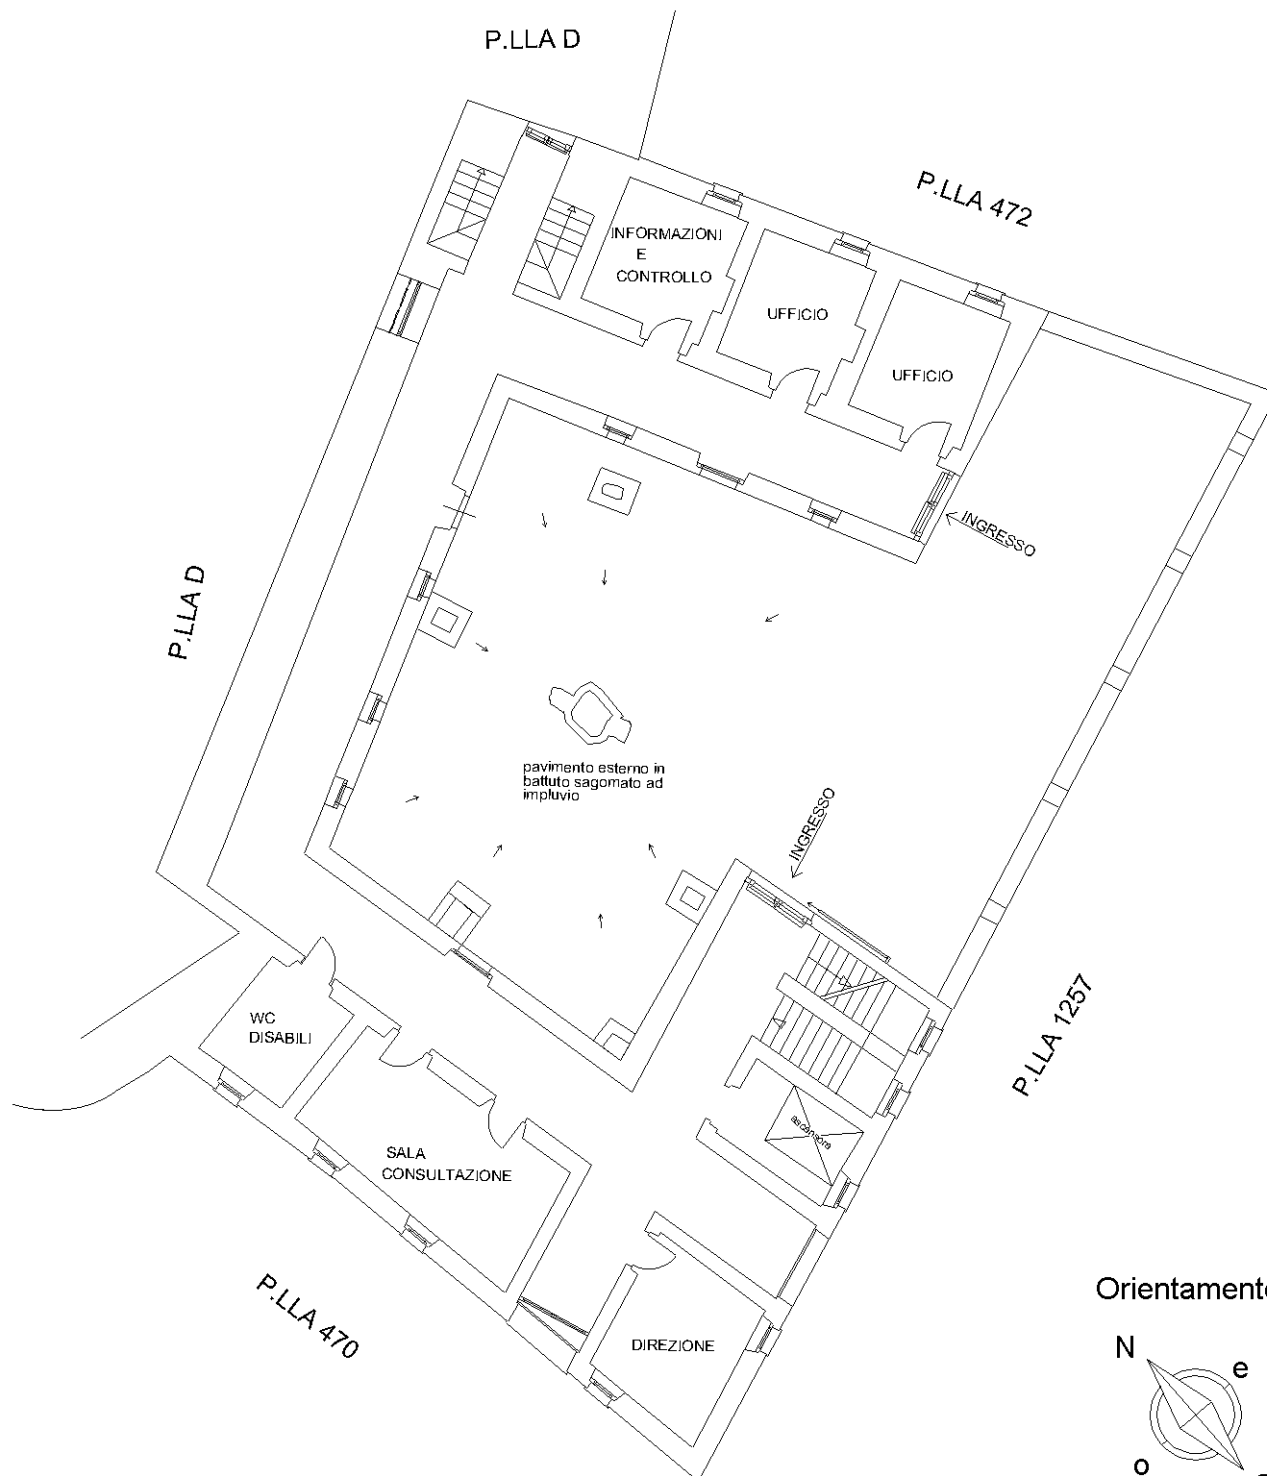 P.LLA D
P.LLA 472
INFORMAZIONI
E
CONTROLLO
UFFICIO
UFFICIO
INGRESSO
P.LLA D
pavimento esterno in
battuto sagomato ad
impluvio
INGRESSO
WC
DISABILI
P.LLA 1257
ascensore
SALA
CONSULTAZIONE
P.LLA 470
DIREZIONE
Orientamento
N
e
o